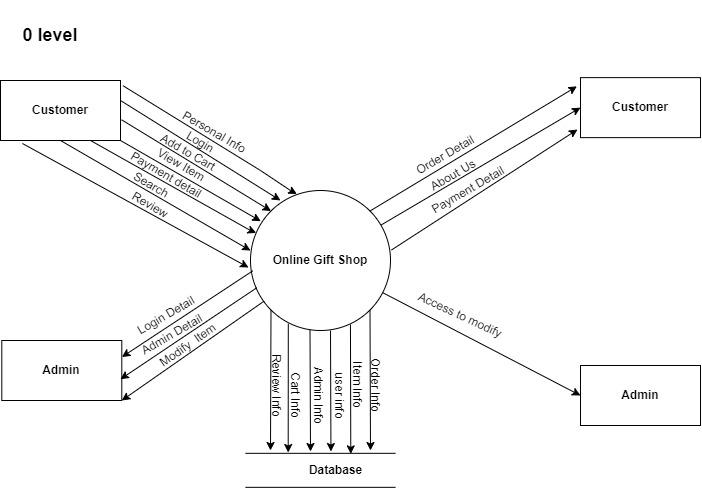 0 level
Customer
Customer
Personal Info
Login
Add to Cart
View Item
Payment detail
Search
Review
Order Detail
About Us
Payment Detail
Online Gift Shop
Login Detail
Admin Detail
Modify Item
Access to modify
Admin
Admin
Review Info
Cart Info
Admin Info
user info
Item Info
Order Info
Database